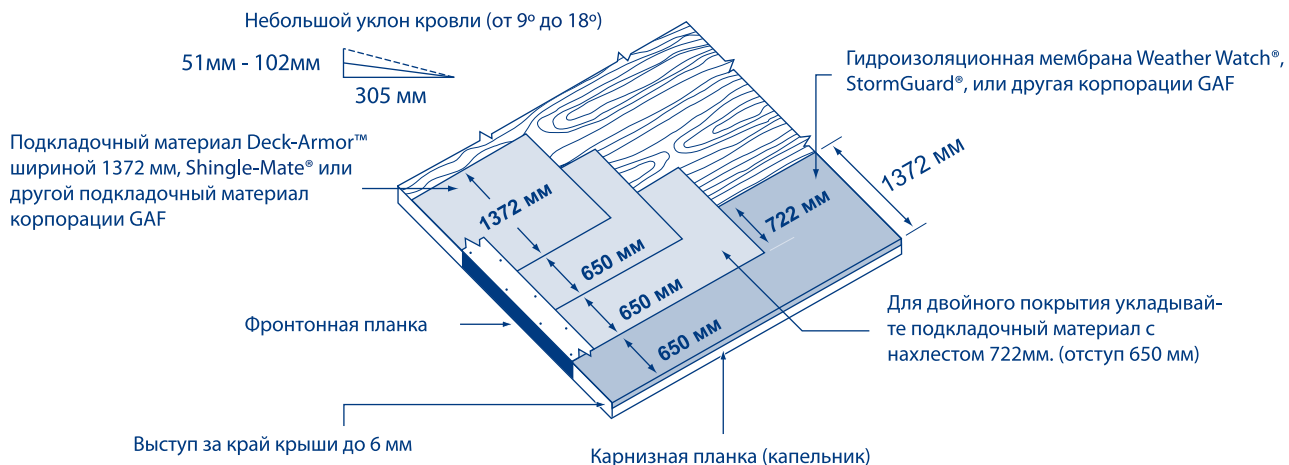 Небольшой уклон кровли (от 9º до 18º)
51мм - 102мм
305 мм
Гидроизоляционная мембрана Weather Watch®,
StormGuard®, или другая корпорации GAF
Подкладочный материал Deck-Armor™
шириной 1372 мм, Shingle-Mate® или
другой подкладочный материал
корпорации GAF
1372 мм
1372 мм
722 мм
650 мм
650 мм
650 мм
Для двойного покрытия укладывай-
те подкладочный материал с
нахлестом 722мм. (отступ 650 мм)
Фронтонная планка
Выступ за край крыши до 6 мм
Карнизная планка (капельник)